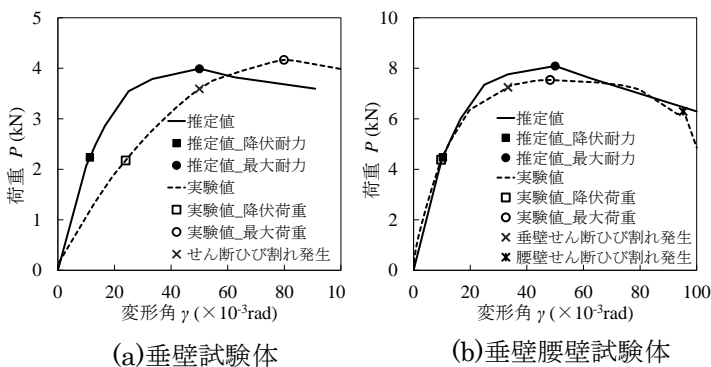 5
4
3
2
1
0
荷重 P (kN)
推定値
推定値_降伏耐力
推定値_最大耐力
実験値
実験値_降伏荷重
実験値_最大荷重
せん断ひび割れ発生
0 20 40 60 80 10
変形角 γ (×10-3rad)
(a)垂壁試験体
10
8
6
4
2
0
荷重 P (kN)
推定値
推定値_降伏耐力
推定値_最大耐力
実験値
実験値_降伏荷重
実験値_最大荷重
垂壁せん断ひび割れ発生
腰壁せん断ひび割れ発生
0 20 40 60 80 100
変形角 γ (×10-3rad)
(b)垂壁腰壁試験体